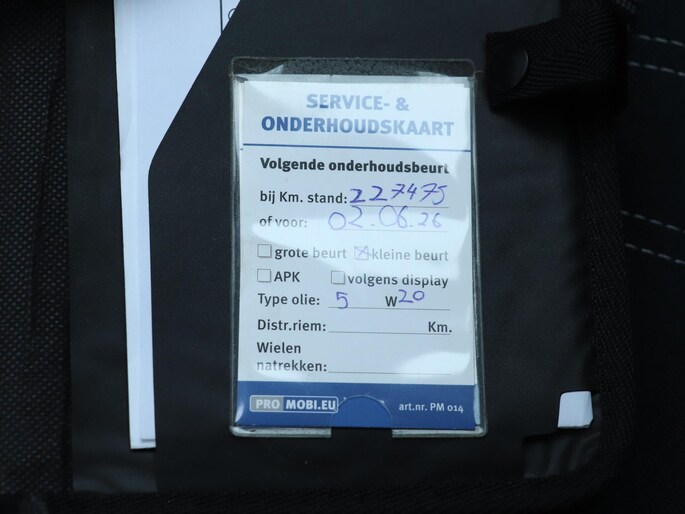 SERVICE- &
ONDERHOUDSKAART
Volgende onderhoudsbeurt
bij Km. stand: 227475
of voor: 02.06.26
grote beurt kleine beurt
APK volgens display
Type olie: 5 W 20
Distr.riem: Km.
Wielen
natrekken:
PRO MOBI.EU art.nr. PM 014